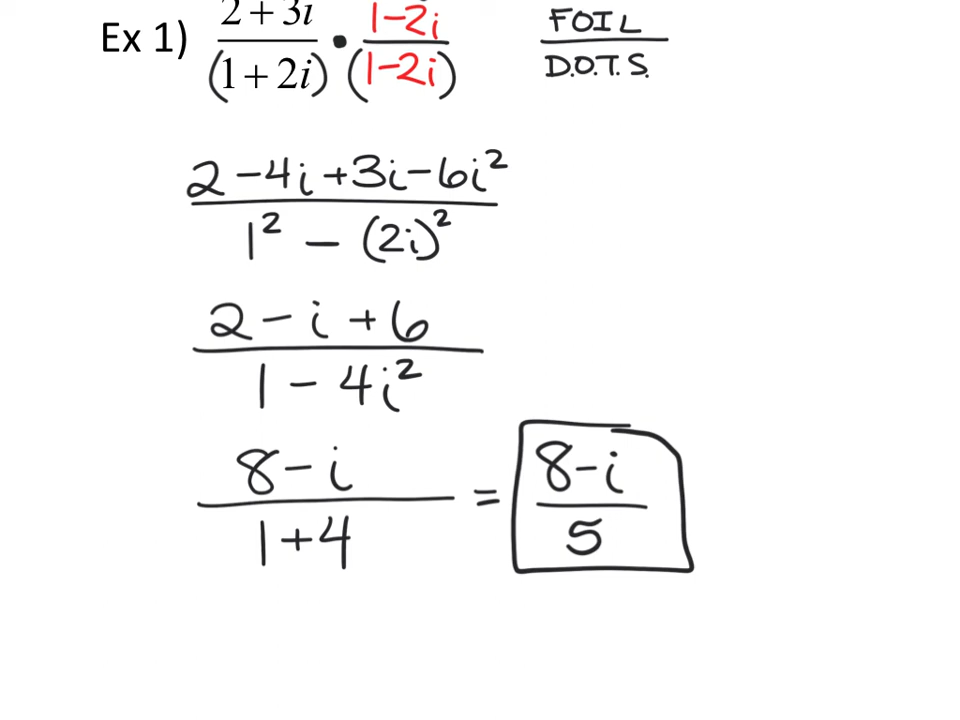 Ex 1) (2 + 3i)/((1 + 2i)) • (1-2i)/((1-2i)) FOIL/D.O.T.S.
(2 - 4i + 3i - 6i²)/(1² - (2i)²)
(2 - i + 6)/(1 - 4i²)
(8 - i)/(1 + 4) = (8 - i)/5